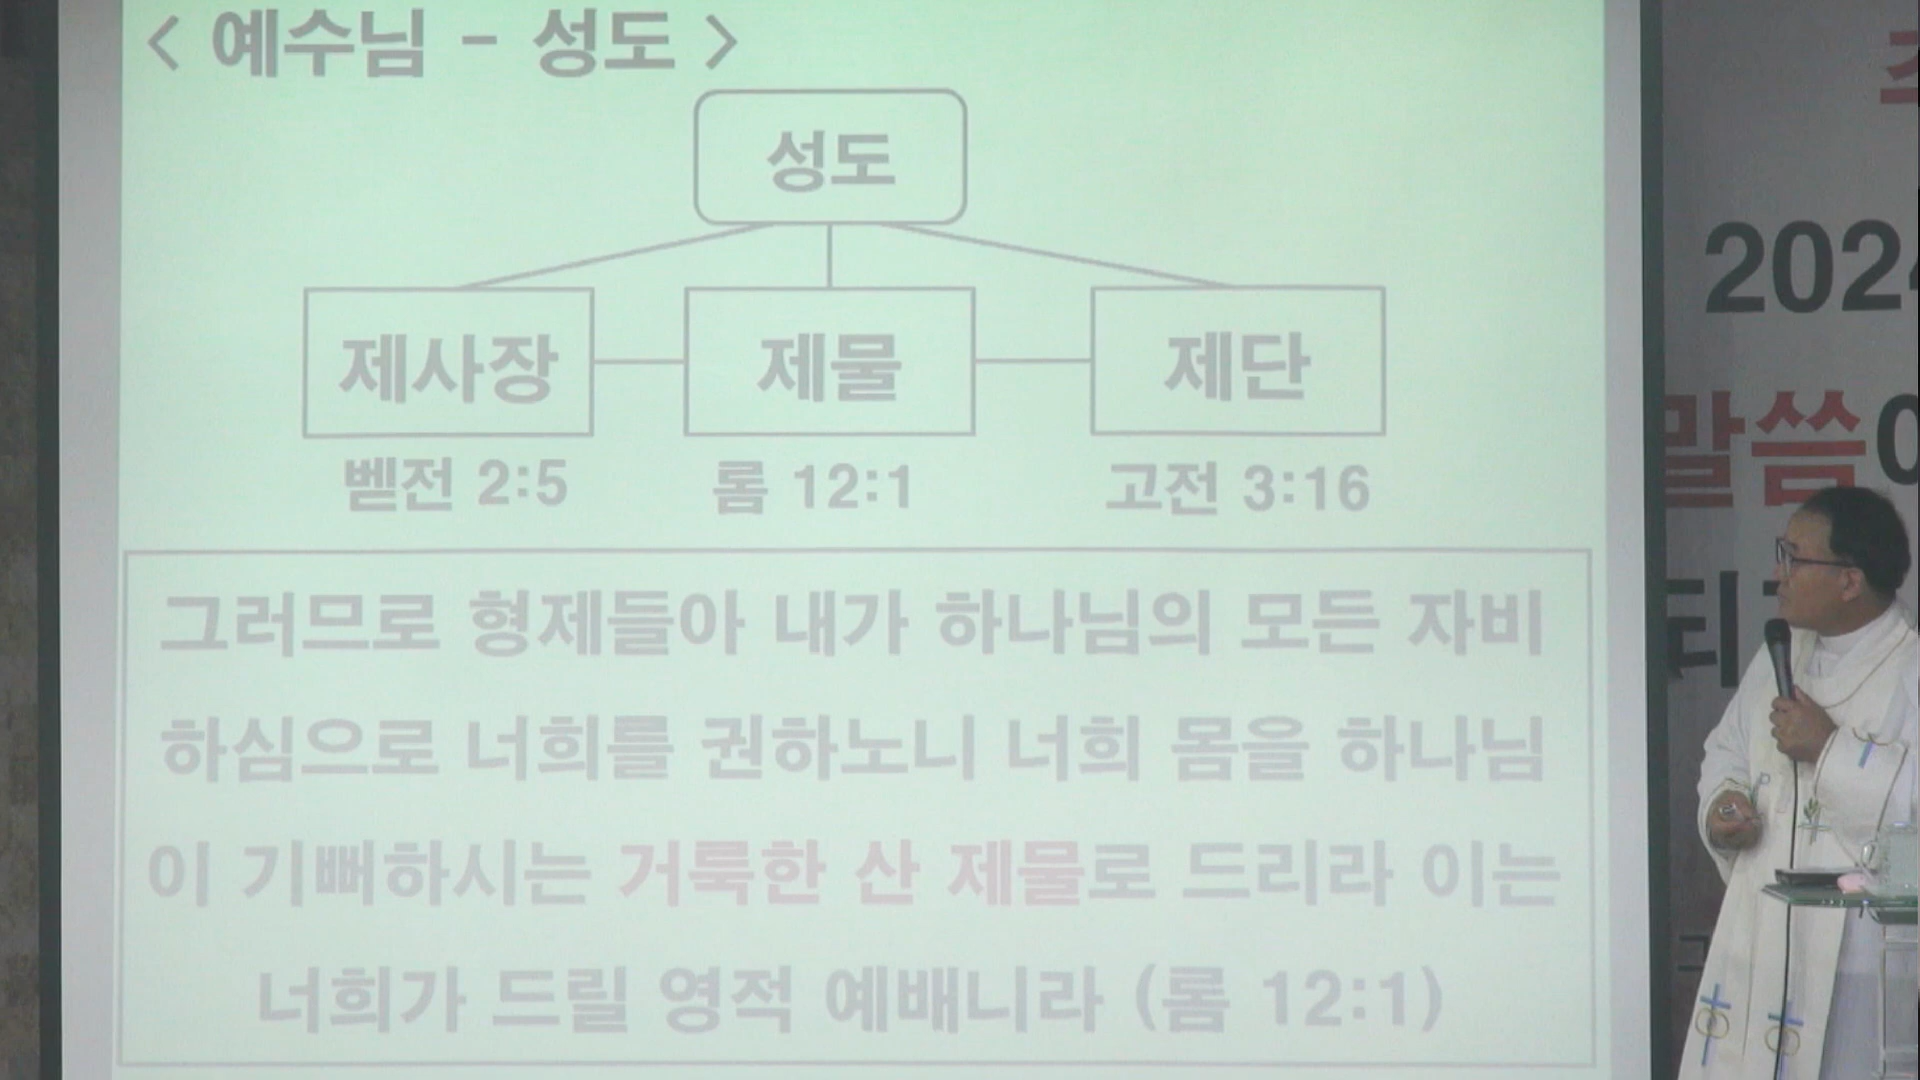 < 예수님 - 성도 >
성도
제사장
제물
제단
벧전 2:5
롬 12:1
고전 3:16
그러므로 형제들아 내가 하나님의 모든 자비
하심으로 너희를 권하노니 너희 몸을 하나님
이 기뻐하시는 거룩한 산 제물로 드리라 이는
너희가 드릴 영적 예배니라 (롬 12:1)
202
말씀